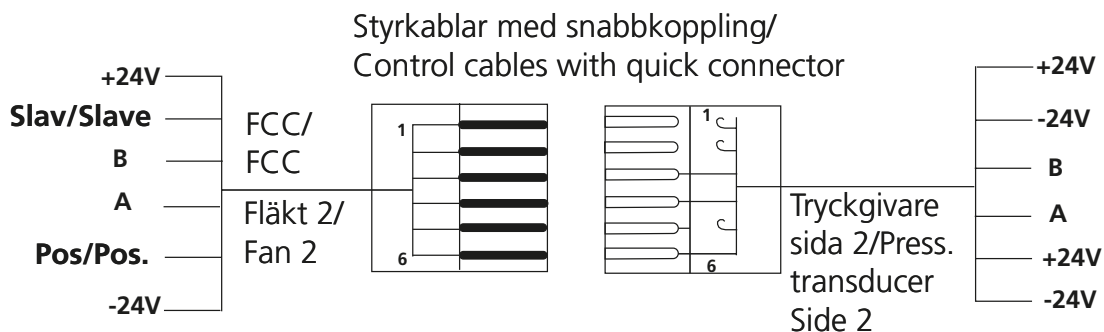 Styrkablar med snabbkoppling/
Control cables with quick connector
+24V
Slav/Slave
B
A
Pos/Pos.
-24V
FCC/
FCC
Fläkt 2/
Fan 2
1
6
1
6
Tryckgivare
sida 2/Press.
transducer
Side 2
+24V
-24V
B
A
+24V
-24V